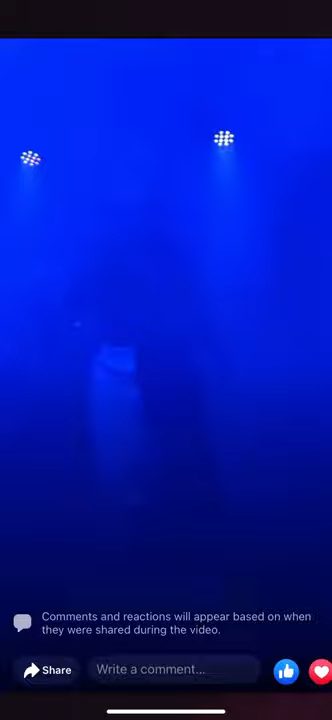 Comments and reactions will appear based on when
they were shared during the video.
Share
Write a comment...